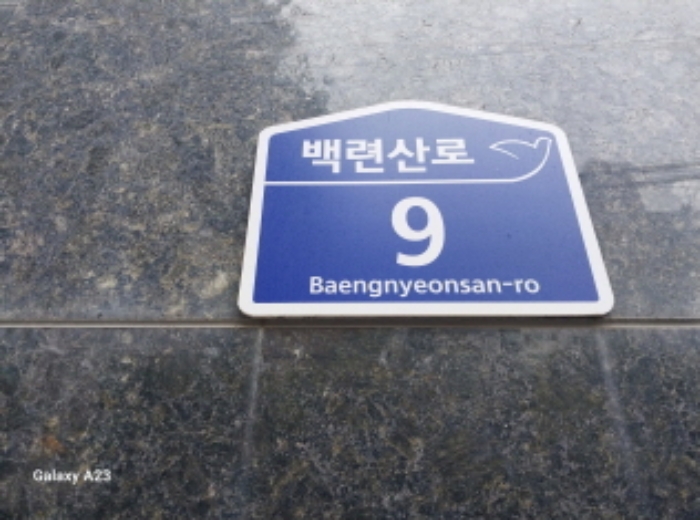 백련산로
9
Baengnyeonsan-ro
Galaxy A23